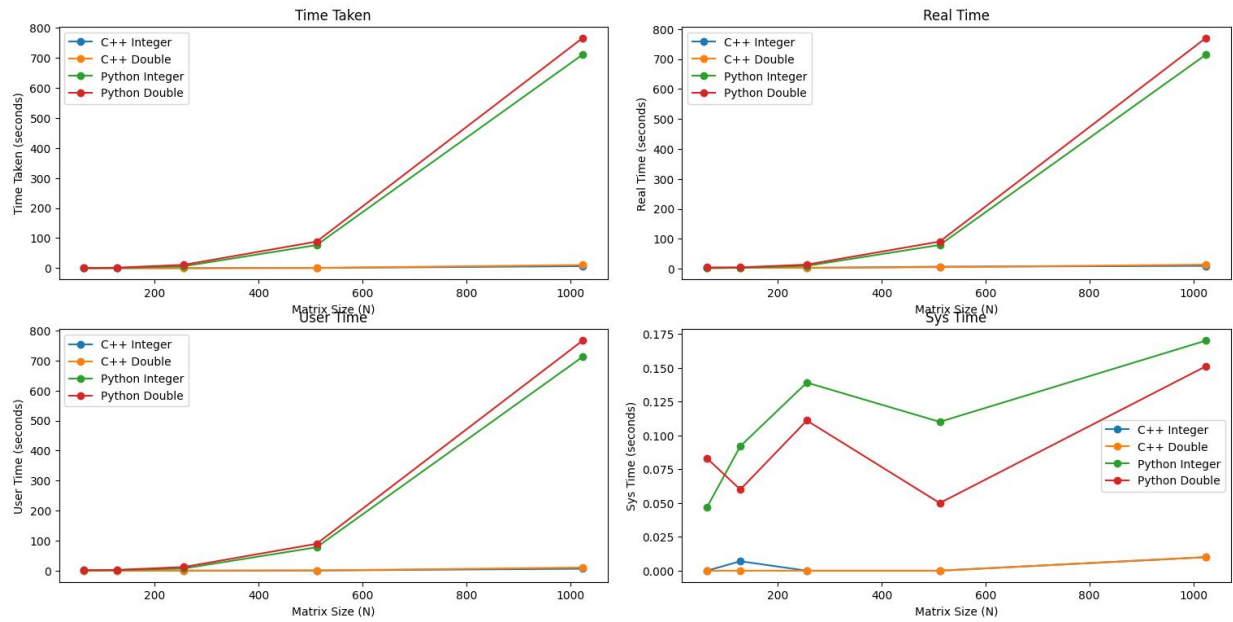 Time Taken
800
700
600
500
400
300
200
100
0
Time Taken (seconds)
C++ Integer
C++ Double
Python Integer
Python Double
200
400
600
800
1000
Matrix Size (N)
Real Time
800
700
600
500
400
300
200
100
0
Real Time (seconds)
C++ Integer
C++ Double
Python Integer
Python Double
200
400
600
800
1000
Matrix Size (N)
User Time
800
700
600
500
400
300
200
100
0
User Time (seconds)
C++ Integer
C++ Double
Python Integer
Python Double
200
400
600
800
1000
Matrix Size (N)
Sys Time
0.175
0.150
0.125
0.100
0.075
0.050
0.025
0.000
Sys Time (seconds)
C++ Integer
C++ Double
Python Integer
Python Double
200
400
600
800
1000
Matrix Size (N)